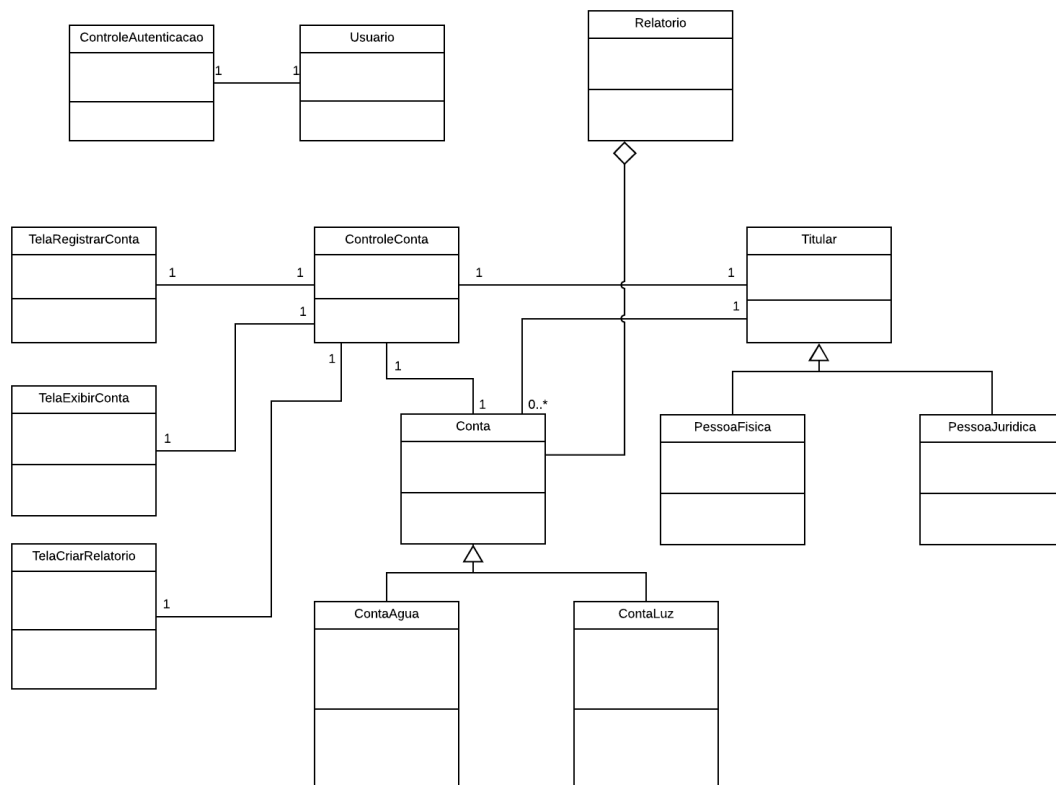 Relatorio
ControleAutenticacao
Usuario
1
1
TelaRegistrarConta
ControleConta
Titular
1
1
1
1
1
1
1
1
TelaExibirConta
1
1
0..*
Conta
PessoaFisica
PessoaJuridica
1
TelaCriarRelatorio
1
ContaAgua
ContaLuz